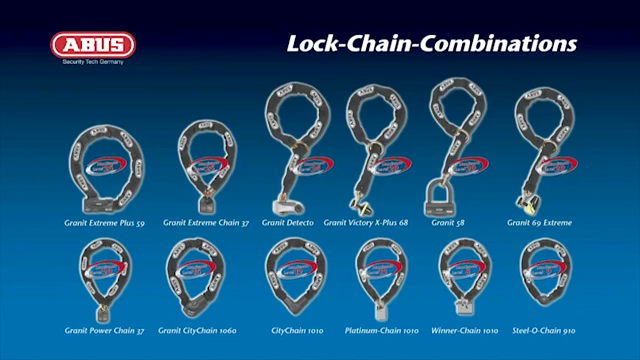 ABUS
Security Tech Germany
Lock-Chain-Combinations
Granit Extreme Plus 59
Granit Extreme Chain 37
Granit Detecto
Granit Victory X-Plus 68
Granit 58
Granit 69 Extreme
Granit Power Chain 37
Granit CityChain 1060
CityChain 1010
Platinum-Chain 1010
Winner-Chain 1010
Steel-O-Chain 910